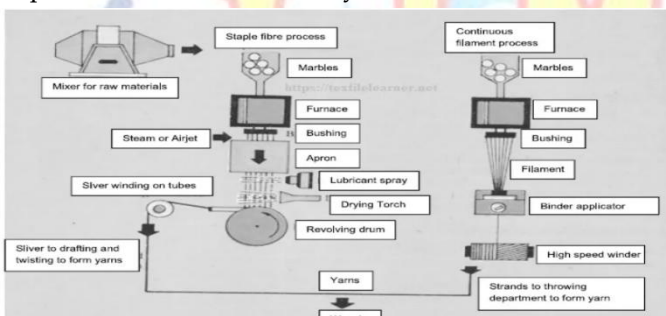 Staple fibre process
Continuous
filament process
Marbles
Marbles
Mixer for raw materials
https://textilelearner.net
Furnace
Furnace
Steam or Airjet
Bushing
Bushing
Apron
Filament
Slver winding on tubes
Lubricant spray
Drying Torch
Binder applicator
Revolving drum
Sliver to drafting and
twisting to form yarns
High speed winder
Yarns
Strands to throwing
department to form yarn